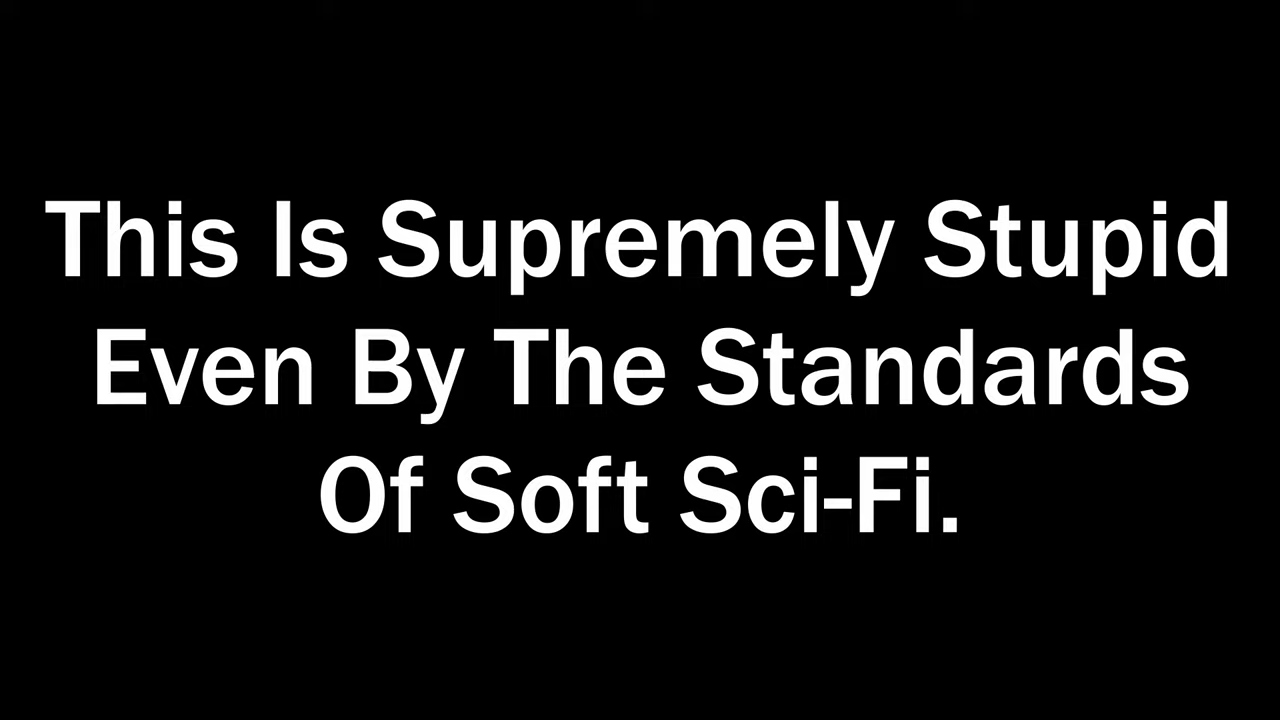 This Is Supremely Stupid
Even By The Standards
Of Soft Sci-Fi.